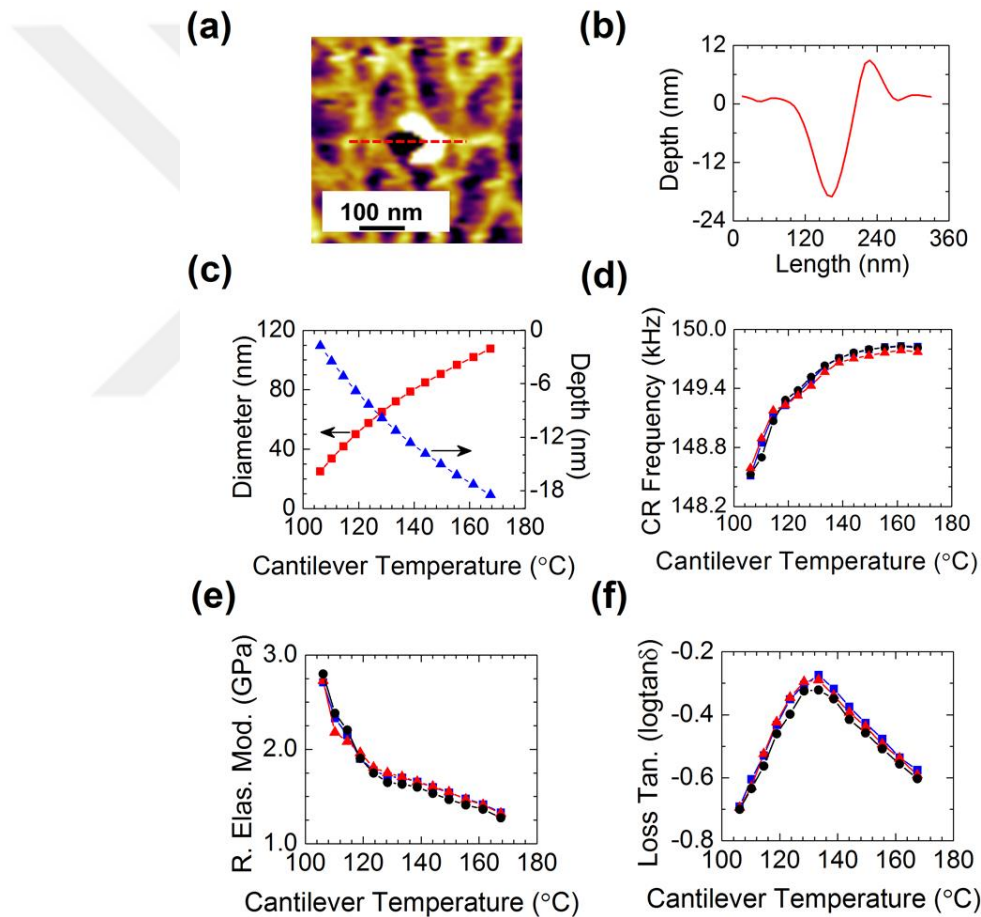 (a)
100 nm
(b)
12
0
-12
-24
Depth (nm)
0 120 240 360
Length (nm)
(c)
120
80
40
0
Diameter (nm)
0
-6
-12
-18
Depth (nm)
100 120 140 160 180
Cantilever Temperature (°C)
(d)
150.0
149.4
148.8
148.2
CR Frequency (kHz)
100 120 140 160 180
Cantilever Temperature (°C)
(e)
3.0
2.0
1.0
R. Elas. Mod. (GPa)
100 120 140 160 180
Cantilever Temperature (°C)
(f)
-0.2
-0.4
-0.6
-0.8
Loss Tan. (logtanδ)
100 120 140 160 180
Cantilever Temperature (°C)